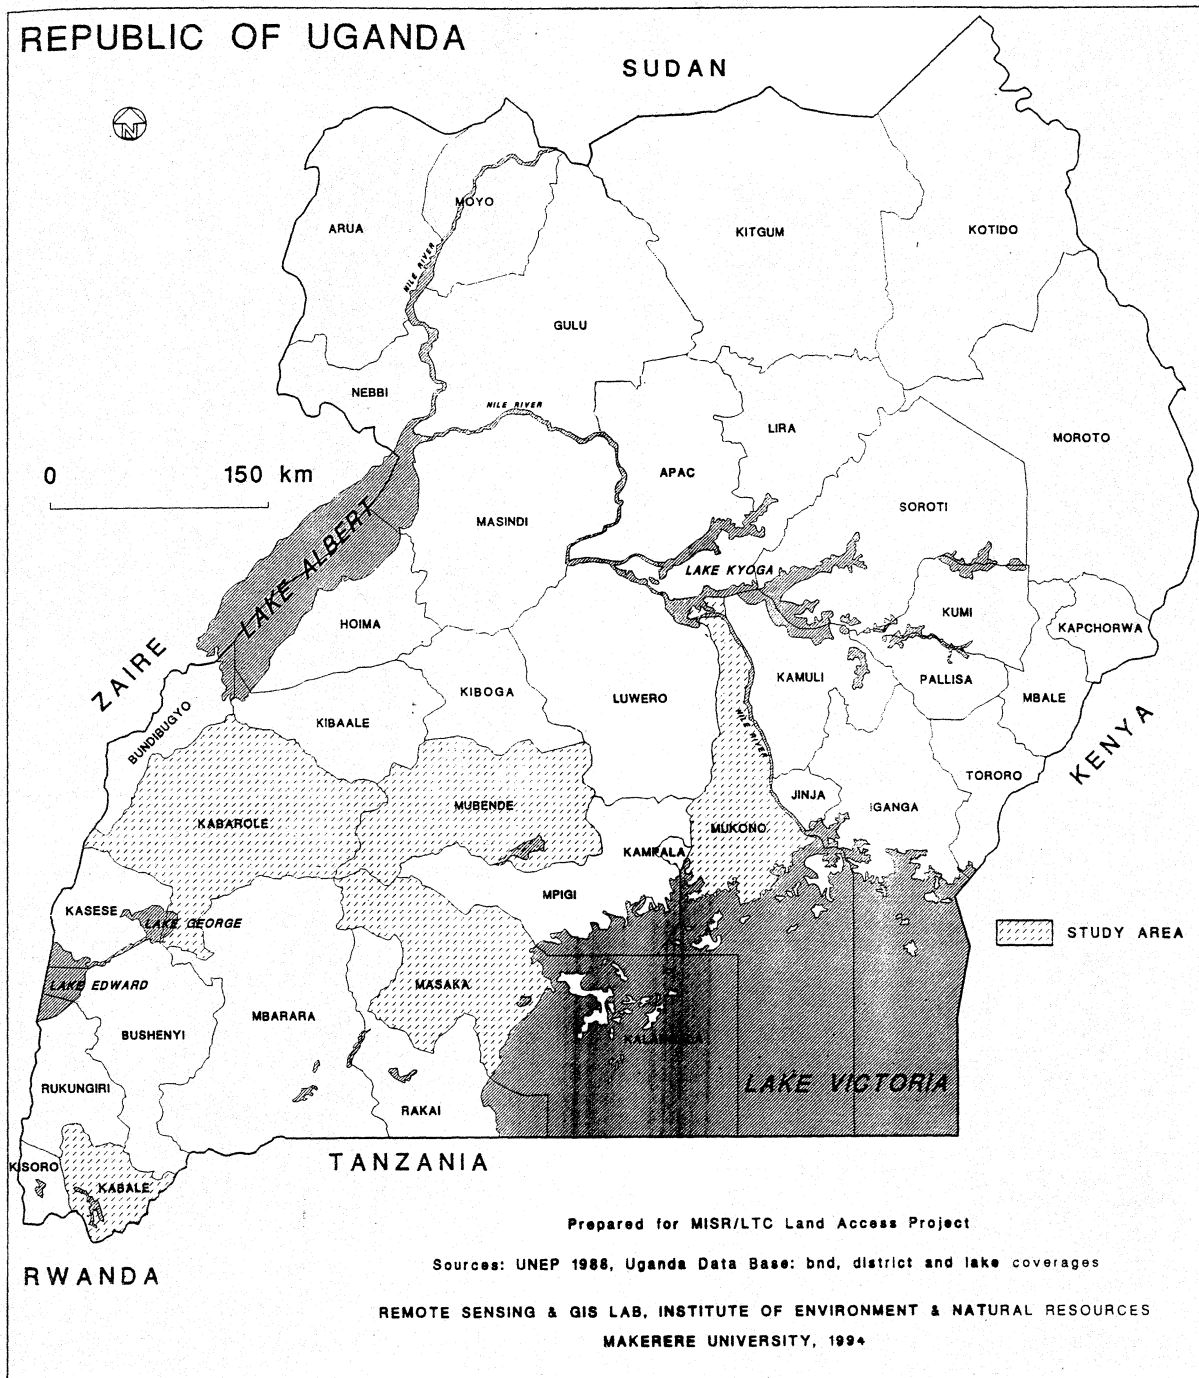 REPUBLIC OF UGANDA
SUDAN
N
MOYO
ARUA
KITGUM
KOTIDO
NILE RIVER
GULU
NEBBI
NILE RIVER
LIRA
MOROTO
0 150 km
APAC
SOROTI
MASINDI
LAKE ALBERT
LAKE KYOGA
KUMI
HOIMA
KAPCHORWA
ZAIRE
KAMULI
PALLISA
KIBOGA
LUWERO
MBALE
BUNDIBUGYO
KIBAALE
NILE RIVER
KENYA
TORORO
JINJA
IGANGA
MUBENDE
KABAROLE
MUKONO
KAMPALA
MPIGI
KASESE
LAKE GEORGE
STUDY AREA
LAKE EDWARD
MASAKA
MBARARA
BUSHENYI
LAKE VICTORIA
RUKUNGIRI
RAKAI
TANZANIA
KISORO
KABALE
RWANDA
Prepared for MISR/LTC Land Access Project
Sources: UNEP 1988, Uganda Data Base: bnd, district and lake coverages
REMOTE SENSING & GIS LAB, INSTITUTE OF ENVIRONMENT & NATURAL RESOURCES
MAKERERE UNIVERSITY, 1994